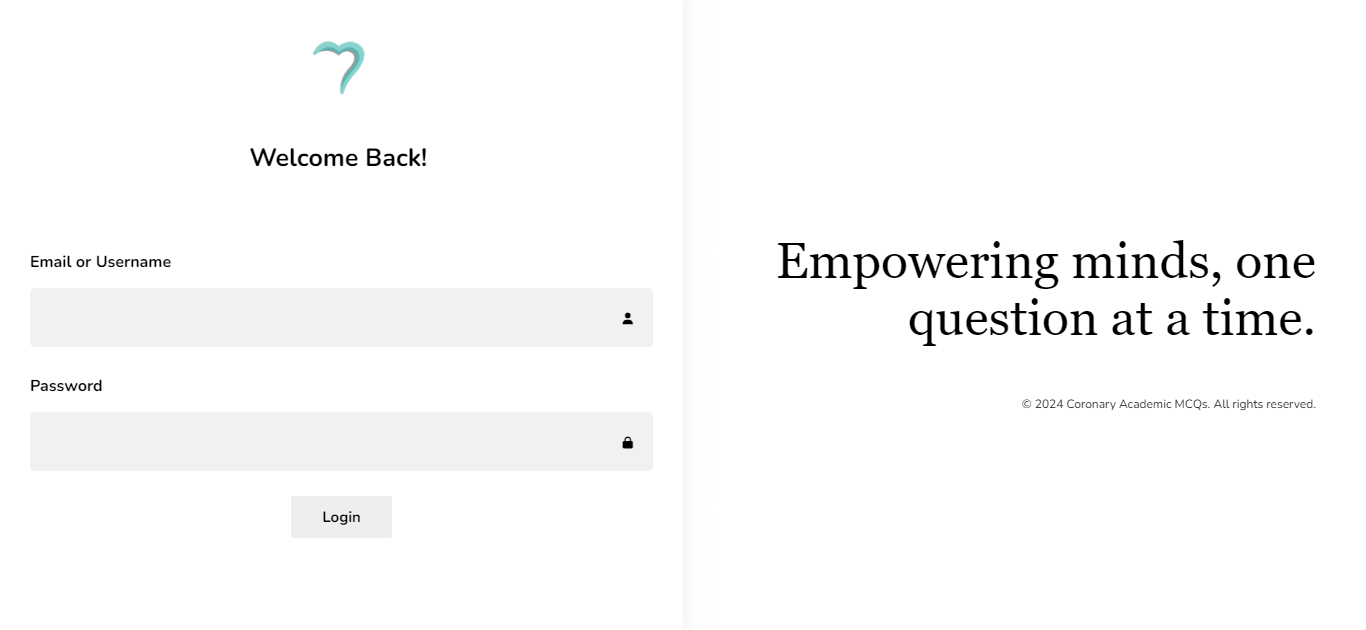 Welcome Back!
Email or Username
Password
Login
Empowering minds, one
question at a time.
© 2024 Coronary Academic MCQs. All rights reserved.